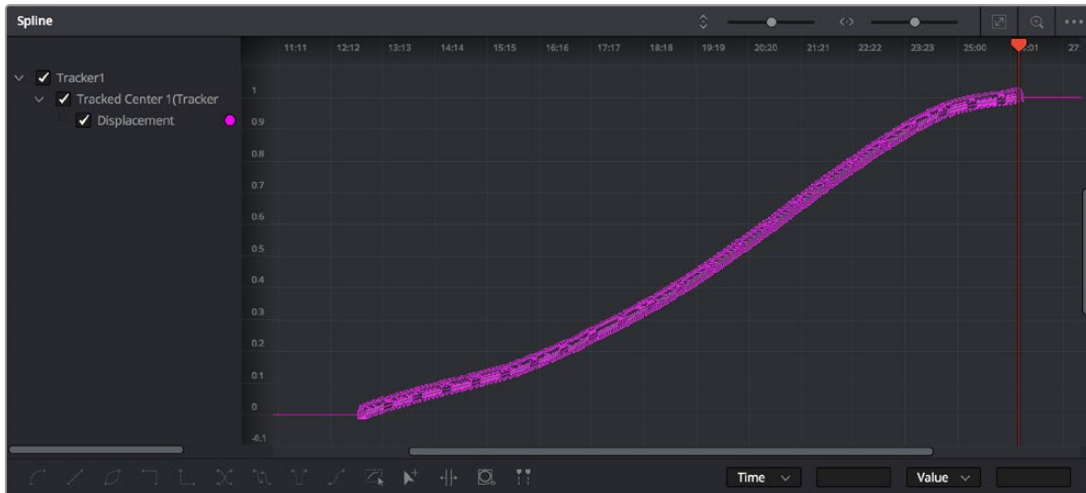 Spline
11:11 12:12 13:13 14:14 15:15 16:16 17:17 18:18 19:19 20:20 21:21 22:22 23:23 25:00 :01 27:
Tracker1
Tracked Center 1(Tracker
Displacement
1
0.9
0.8
0.7
0.6
0.5
0.4
0.3
0.2
0.1
0
-0.1
Time Value